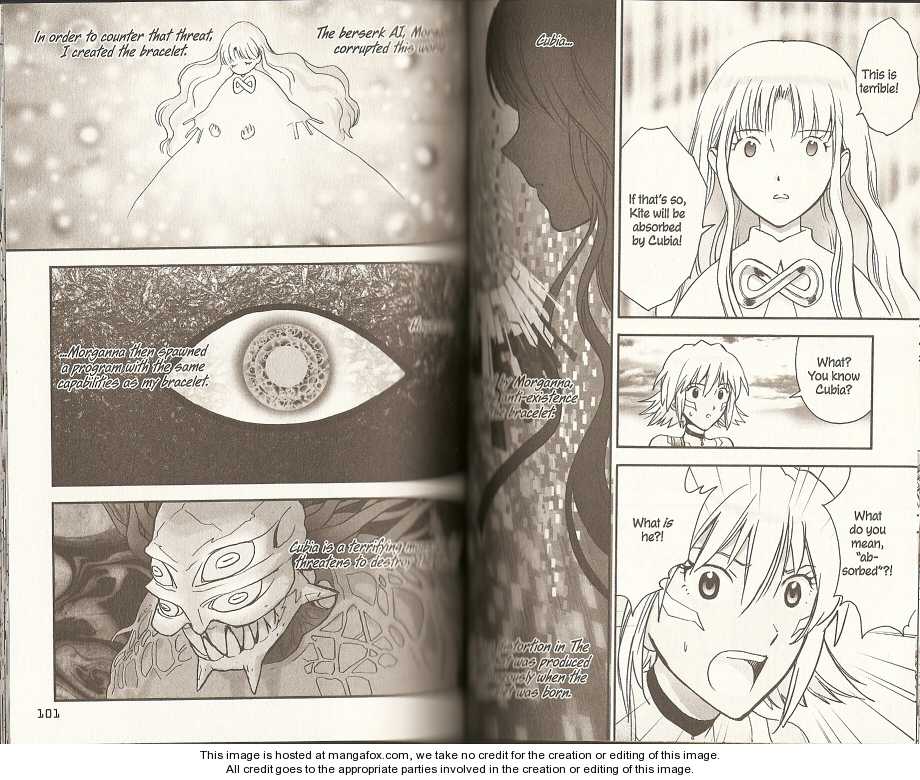 This is
terrible!
If that's so,
Kite will be
absorbed
by Cubia!
What?
You know
Cubia?
What
do you
mean,
"ab-
sorbed"?!
What is
he?!
Cubia...
by Morganna,
anti-existence
bracelet.
in The
was produced
when the
was born.
The berserk AI,
corrupted this
In order to counter that threat,
I created the bracelet.
...Morganna then spawned
a program with the same
capabilities as my bracelet.
Cubia is a terrifying
threatens to destroy
101
This image is hosted at mangafox.com, we take no credit for the creation or editing of this image.
All credit goes to the appropriate parties involved in the creation or editing of this image.